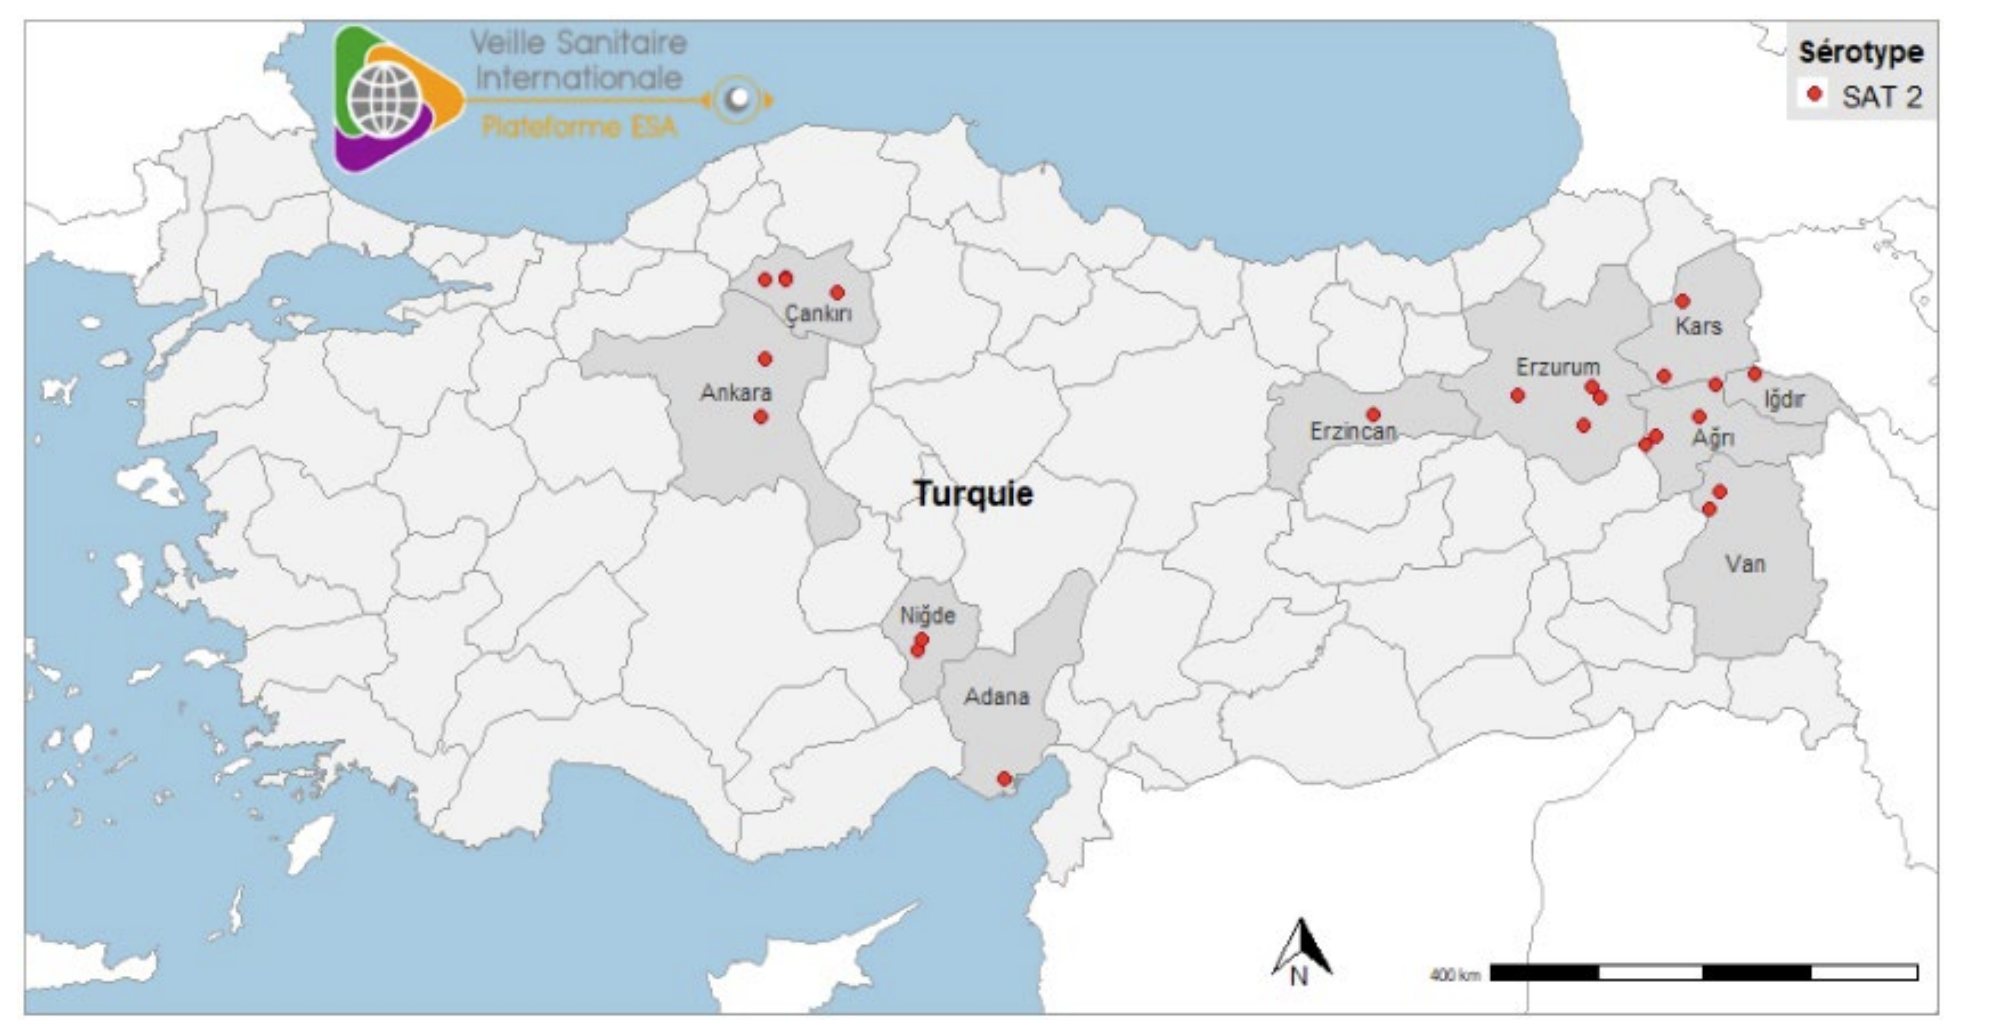 Veille Sanitaire
Internationale
Plateforme ESA
Sérotype
SAT 2
Çankırı
Kars
Erzurum
Ankara
Iğdır
Erzincan
Ağrı
Turquie
Van
Niğde
Adana
N
400 km